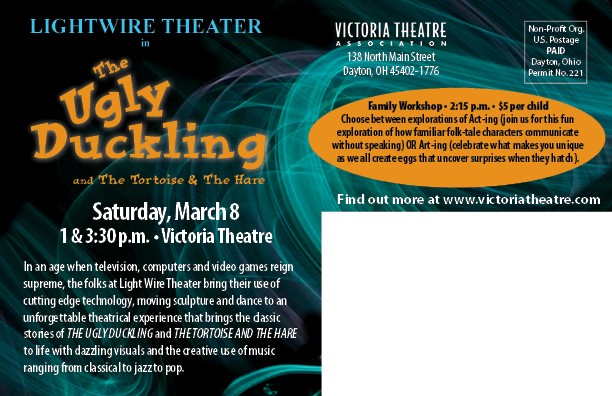 LIGHTWIRE THEATER
in
The
Ugly
Duckling
and The Tortoise & The Hare
Saturday, March 8
1 & 3:30 p.m. • Victoria Theatre
In an age when television, computers and video games reign
supreme, the folks at Light Wire Theater bring their use of
cutting edge technology, moving sculpture and dance to an
unforgettable theatrical experience that brings the classic
stories of THE UGLY DUCKLING and THE TORTOISE AND THE HARE
to life with dazzling visuals and the creative use of music
ranging from classical to jazz to pop.
VICTORIA THEATRE
ASSOCIATION
138 North Main Street
Dayton, OH 45402-1776
Non-Profit Org.
U.S. Postage
PAID
Dayton, Ohio
Permit No. 221
Family Workshop • 2:15 p.m. • $5 per child
Choose between explorations of Act-ing (join us for this fun
exploration of how familiar folk-tale characters communicate
without speaking) OR Art-ing (celebrate what makes you unique
as we all create eggs that uncover surprises when they hatch).
Find out more at www.victoriatheatre.com